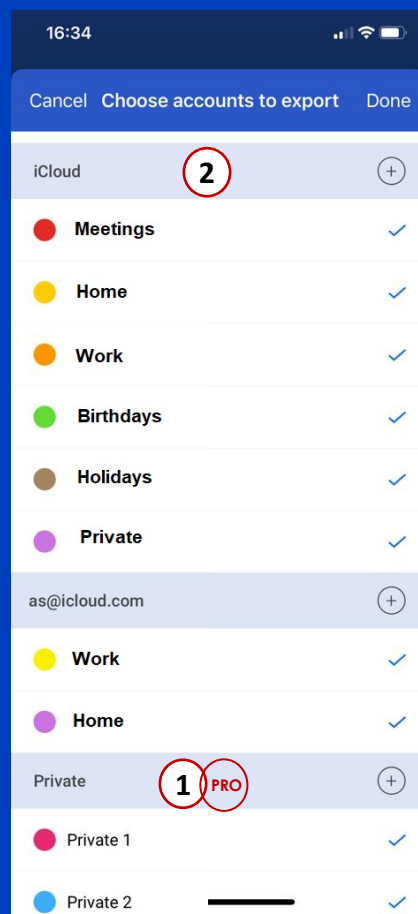 16:34
Cancel Choose accounts to export Done
iCloud 2
Meetings
Home
Work
Birthdays
Holidays
Private
as@icloud.com
Work
Home
Private 1 PRO
Private 1
Private 2